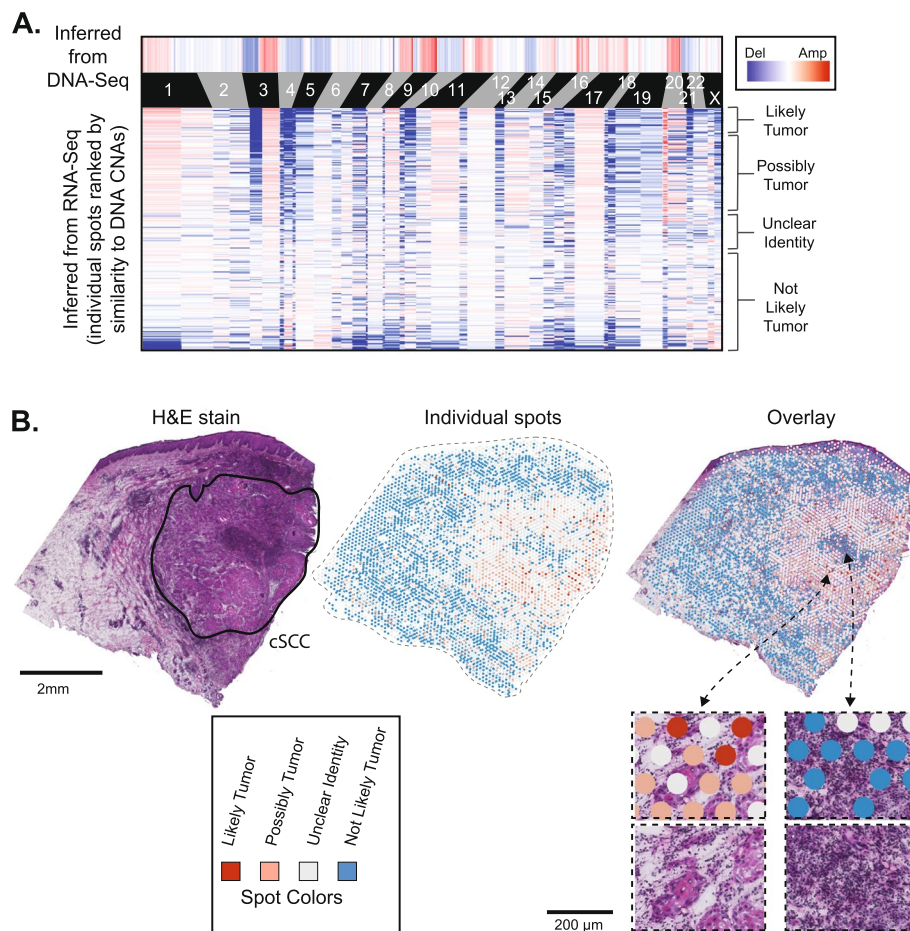 A.
Inferred
from
DNA-Seq
Del Amp
1 2 3 4 5 6 7 8 9 10 11 12 13 14 15 16 17 18 19 20 21 22 X
Inferred from RNA-Seq
(individual spots ranked by
similarity to DNA CNAs)
Likely
Tumor
Possibly
Tumor
Unclear
Identity
Not
Likely
Tumor
B.
H&E stain
Individual spots
Overlay
cSCC
2mm
Likely Tumor
Possibly Tumor
Unclear Identity
Not Likely Tumor
Spot Colors
200 µm